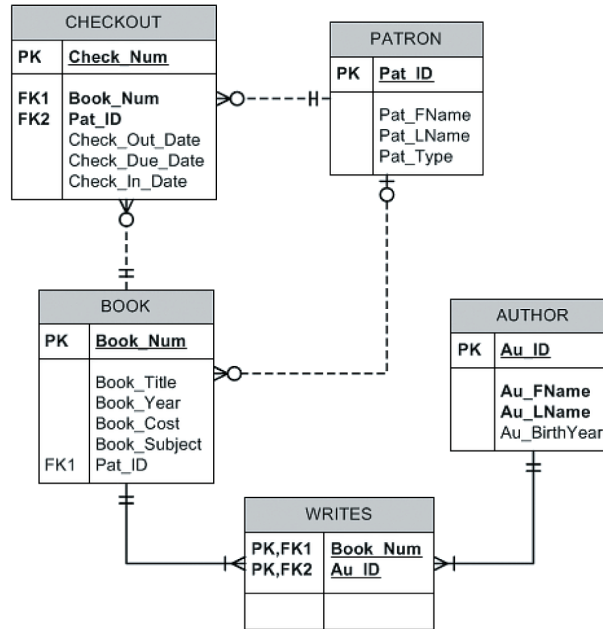 CHECKOUT
PK Check_Num
FK1 Book_Num
FK2 Pat_ID
Check_Out_Date
Check_Due_Date
Check_In_Date
PATRON
PK Pat_ID
Pat_FName
Pat_LName
Pat_Type
BOOK
PK Book_Num
Book_Title
Book_Year
Book_Cost
Book_Subject
FK1 Pat_ID
AUTHOR
PK Au_ID
Au_FName
Au_LName
Au_BirthYear
WRITES
PK,FK1 Book_Num
PK,FK2 Au_ID